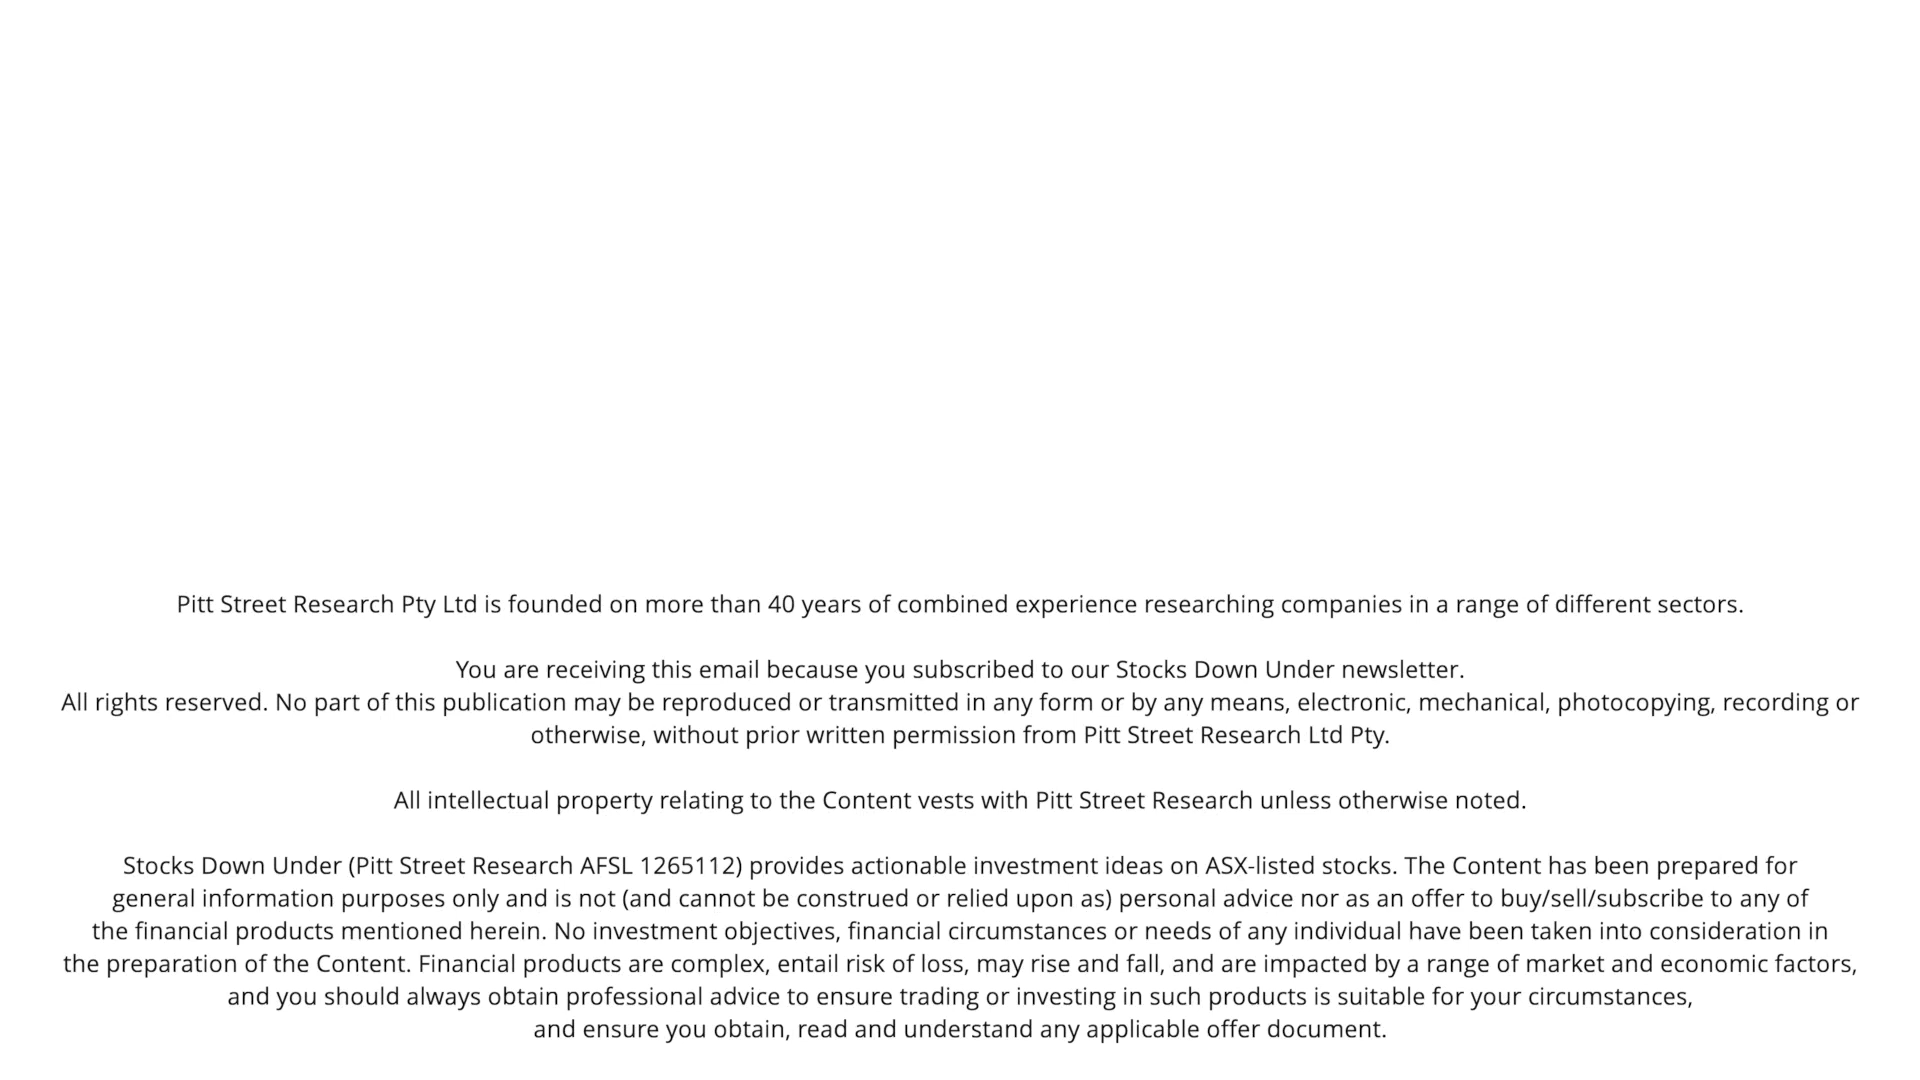 Pitt Street Research Pty Ltd is founded on more than 40 years of combined experience researching companies in a range of different sectors.
You are receiving this email because you subscribed to our Stocks Down Under newsletter.
All rights reserved. No part of this publication may be reproduced or transmitted in any form or by any means, electronic, mechanical, photocopying, recording or
otherwise, without prior written permission from Pitt Street Research Ltd Pty.
All intellectual property relating to the Content vests with Pitt Street Research unless otherwise noted.
Stocks Down Under (Pitt Street Research AFSL 1265112) provides actionable investment ideas on ASX-listed stocks. The Content has been prepared for
general information purposes only and is not (and cannot be construed or relied upon as) personal advice nor as an offer to buy/sell/subscribe to any of
the financial products mentioned herein. No investment objectives, financial circumstances or needs of any individual have been taken into consideration in
the preparation of the Content. Financial products are complex, entail risk of loss, may rise and fall, and are impacted by a range of market and economic factors,
and you should always obtain professional advice to ensure trading or investing in such products is suitable for your circumstances,
and ensure you obtain, read and understand any applicable offer document.